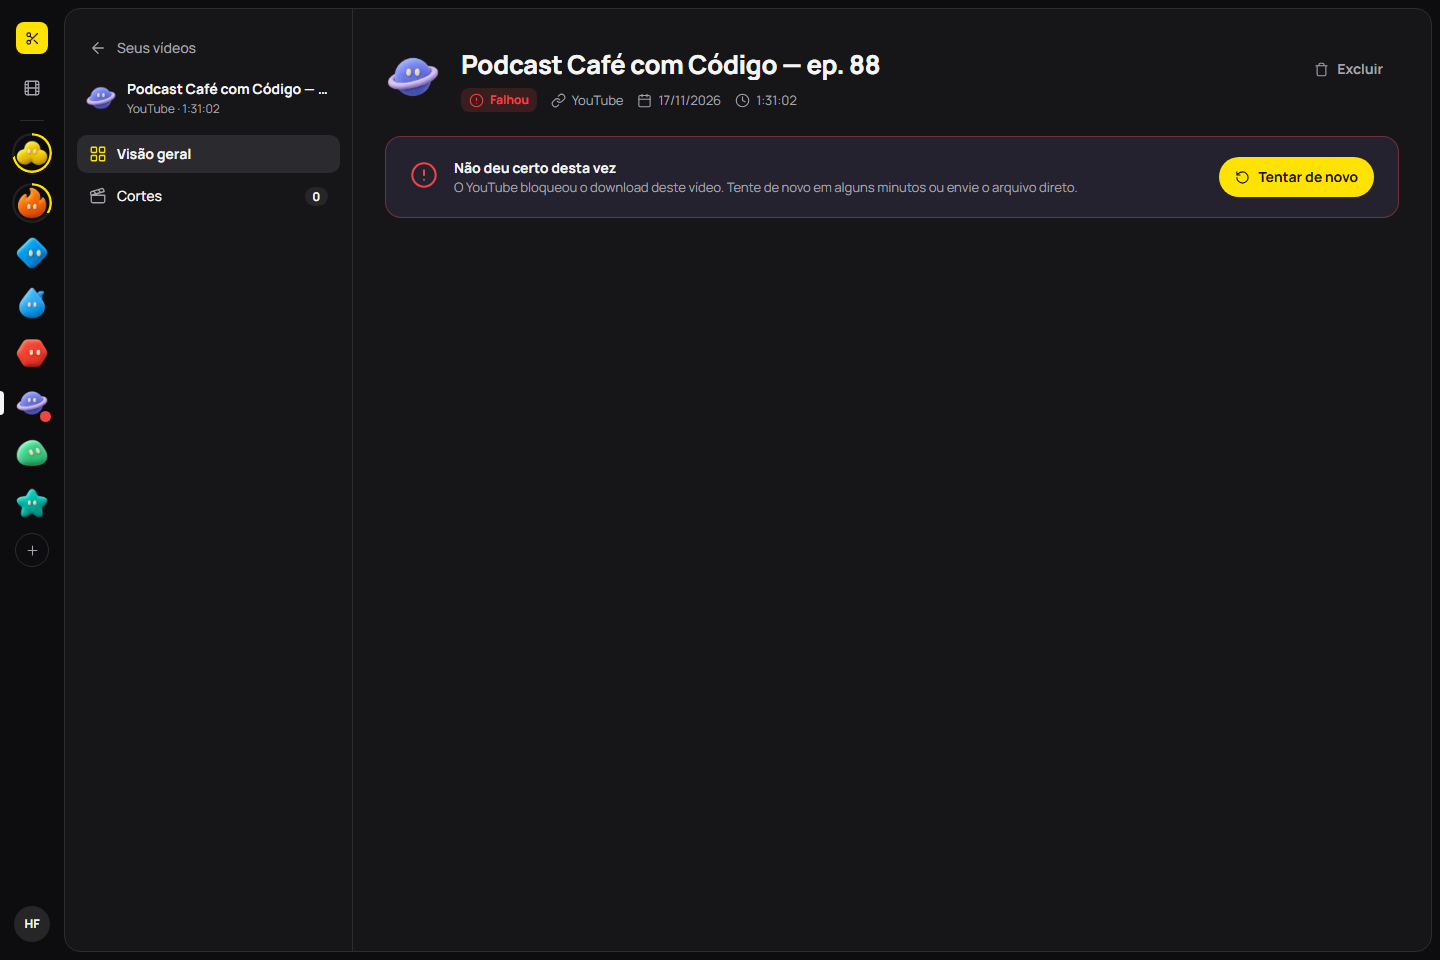 Seus vídeos
Podcast Café com Código — ...
YouTube · 1:31:02
Visão geral
Cortes 0
Podcast Café com Código — ep. 88
Falhou YouTube 17/11/2026 1:31:02
Excluir
Não deu certo desta vez
O YouTube bloqueou o download deste vídeo. Tente de novo em alguns minutos ou envie o arquivo direto.
Tentar de novo
HF